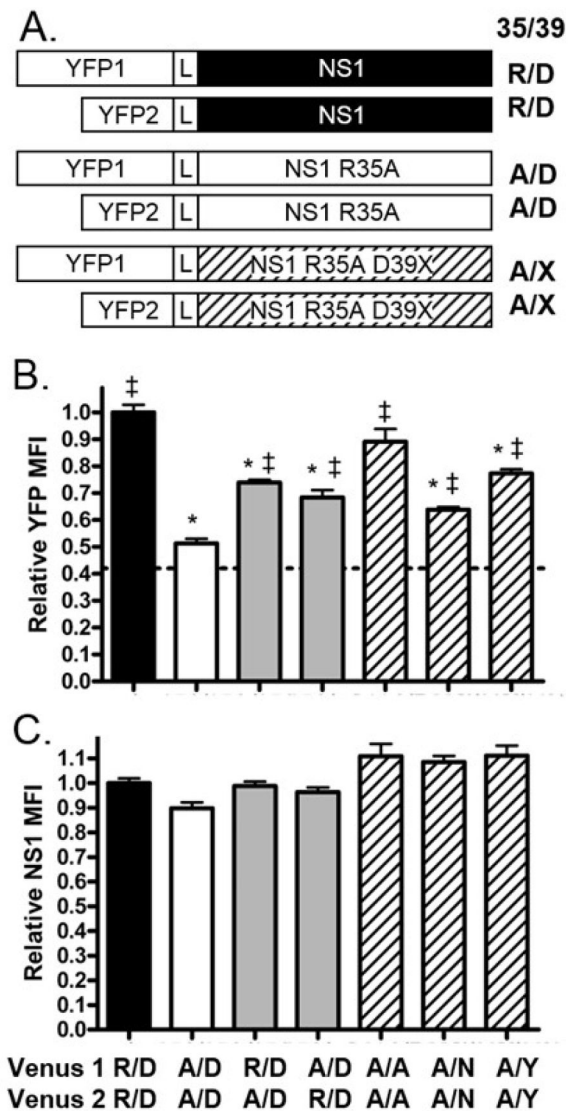 A.
35/39
YFP1 L NS1 R/D
YFP2 L NS1 R/D
YFP1 L NS1 R35A A/D
YFP2 L NS1 R35A A/D
YFP1 L NS1 R35A D39X A/X
YFP2 L NS1 R35A D39X A/X
B.
Relative YFP MFI
1.0
0.9
0.8
0.7
0.6
0.5
0.4
0.3
0.2
0.1
0.0
‡
*
* ‡
* ‡
‡
* ‡
* ‡
C.
Relative NS1 MFI
1.1
1.0
0.9
0.8
0.7
0.6
0.5
0.4
0.3
0.2
0.1
0.0
Venus 1 R/D A/D R/D A/D A/A A/N A/Y
Venus 2 R/D A/D A/D R/D A/A A/N A/Y